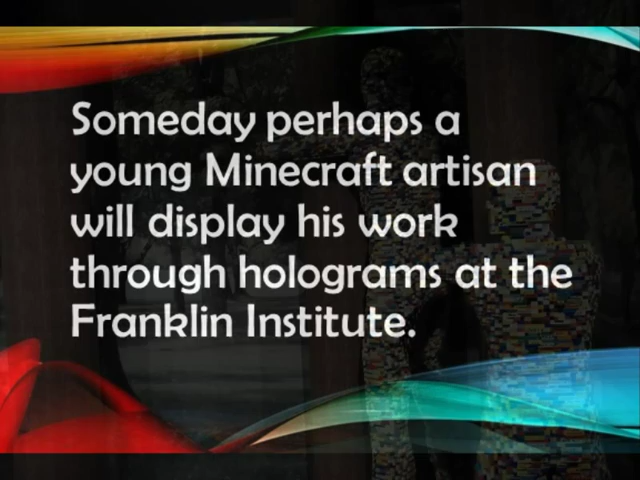 Someday perhaps a
young Minecraft artisan
will display his work
through holograms at the
Franklin Institute.